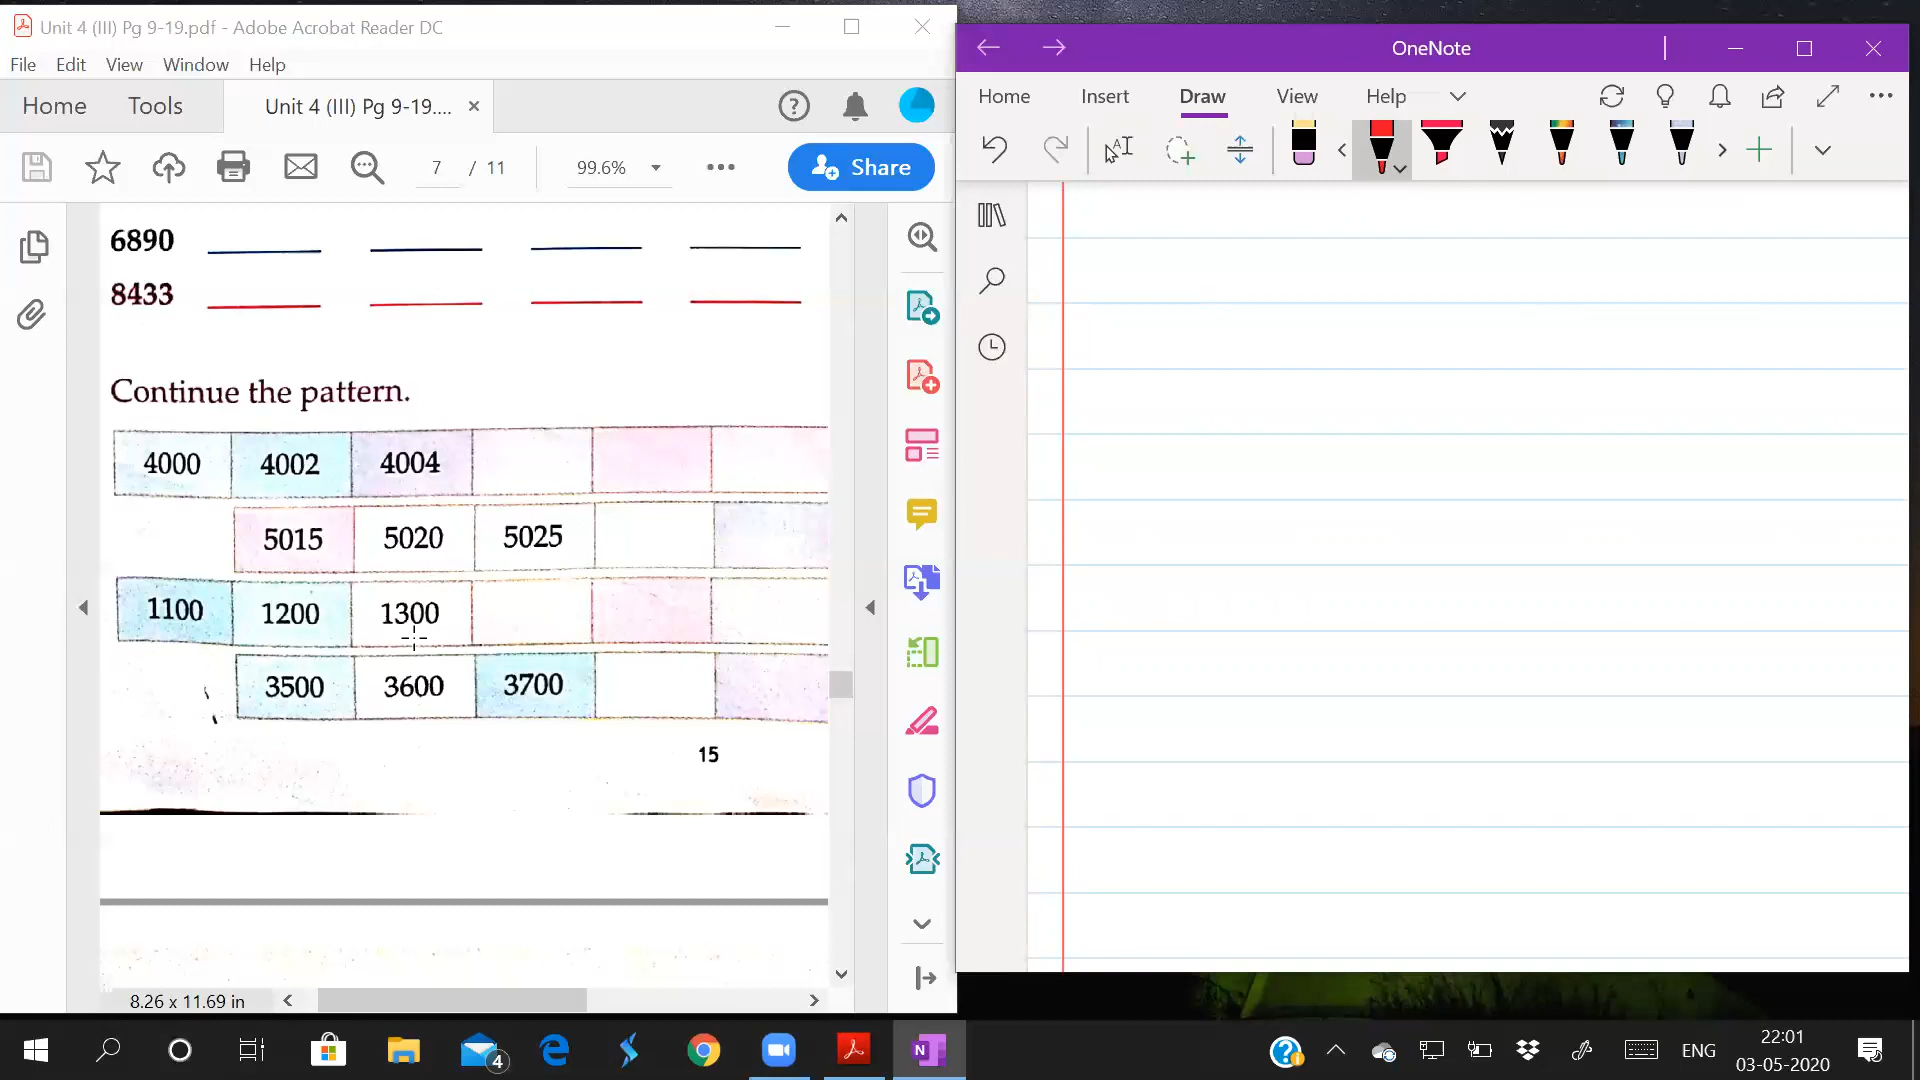 Unit 4 (III) Pg 9-19.pdf - Adobe Acrobat Reader DC
File Edit View Window Help
Home Tools Unit 4 (III) Pg 9-19....
7 / 11 99.6% Share
6890
8433
Continue the pattern.
4000 4002 4004
5015 5020 5025
1100 1200 1300
3500 3600 3700
15
8.26 x 11.69 in
OneNote
Home Insert Draw View Help
4
ENG
22:01
03-05-2020